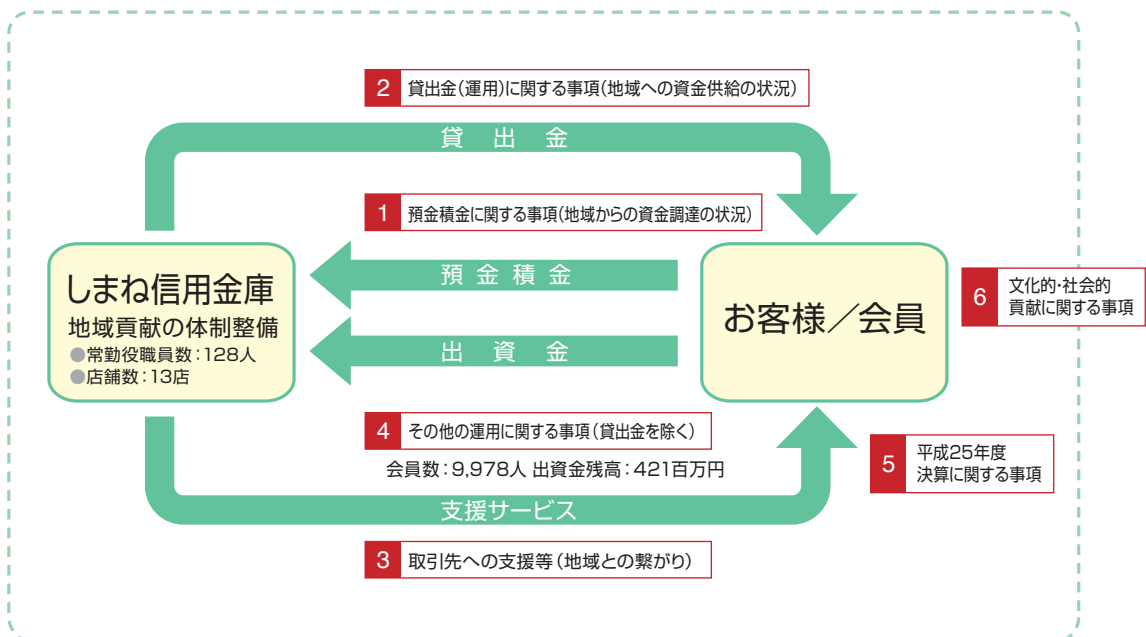 2 貸出金(運用)に関する事項(地域への資金供給の状況)
貸出金
1 預金積金に関する事項(地域からの資金調達の状況)
預金積金
しまね信用金庫
地域貢献の体制整備
●常勤役職員数:128人
●店舗数:13店
お客様/会員
6 文化的・社会的
貢献に関する事項
出資金
4 その他の運用に関する事項(貸出金を除く)
会員数:9,978人 出資金残高:421百万円
5 平成25年度
決算に関する事項
支援サービス
3 取引先への支援等(地域との繋がり)